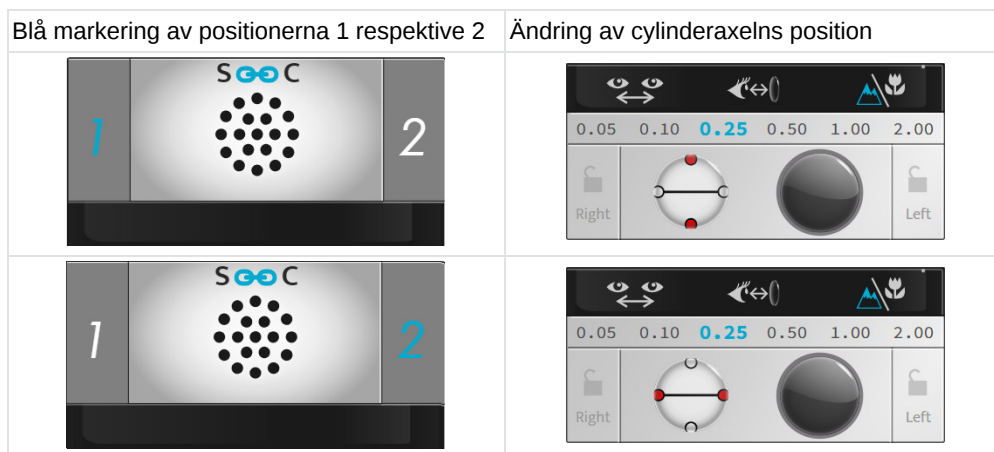 Blå markering av positionerna 1 respektive 2
Ändring av cylinderaxelns position
S C
1
2
0.05 0.10 0.25 0.50 1.00 2.00
Right
Left
S C
1
2
0.05 0.10 0.25 0.50 1.00 2.00
Right
Left